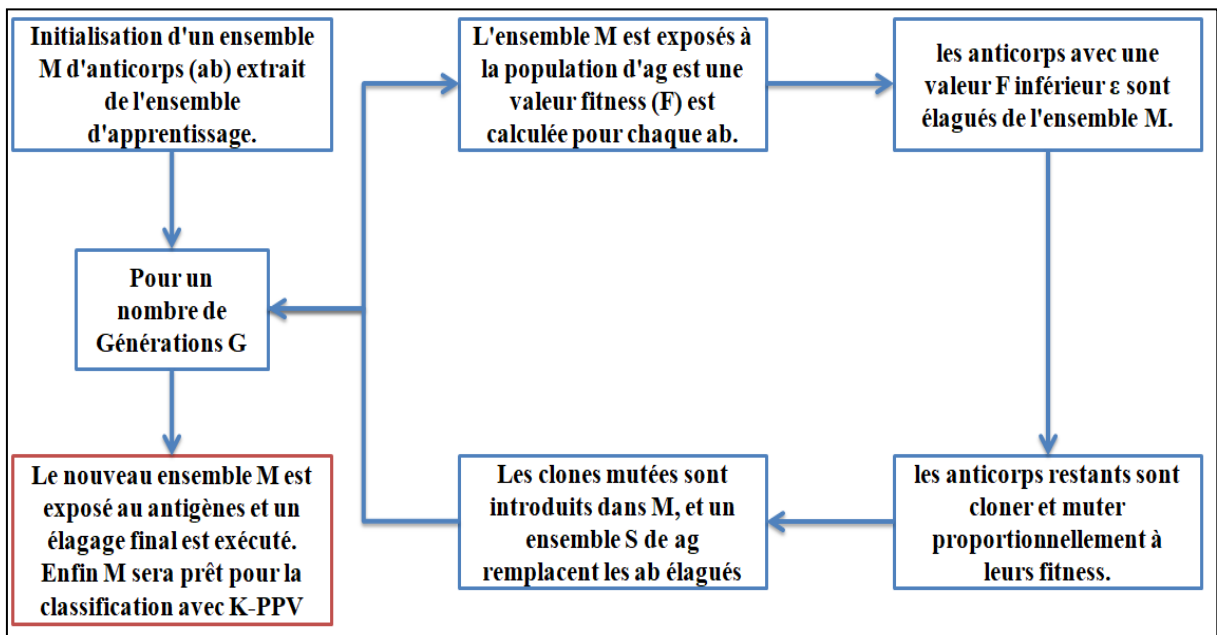 Initialisation d'un ensemble
M d'anticorps (ab) extrait
de l'ensemble
d'apprentissage.
L'ensemble M est exposés à
la population d'ag est une
valeur fitness (F) est
calculée pour chaque ab.
les anticorps avec une
valeur F inférieur ε sont
élagués de l'ensemble M.
Pour un
nombre de
Générations G
Le nouveau ensemble M est
exposé au antigènes et un
élagage final est exécuté.
Enfin M sera prêt pour la
classification avec K-PPV
Les clones mutées sont
introduits dans M, et un
ensemble S de ag
remplacent les ab élagués
les anticorps restants sont
cloner et muter
proportionnellement à
leurs fitness.